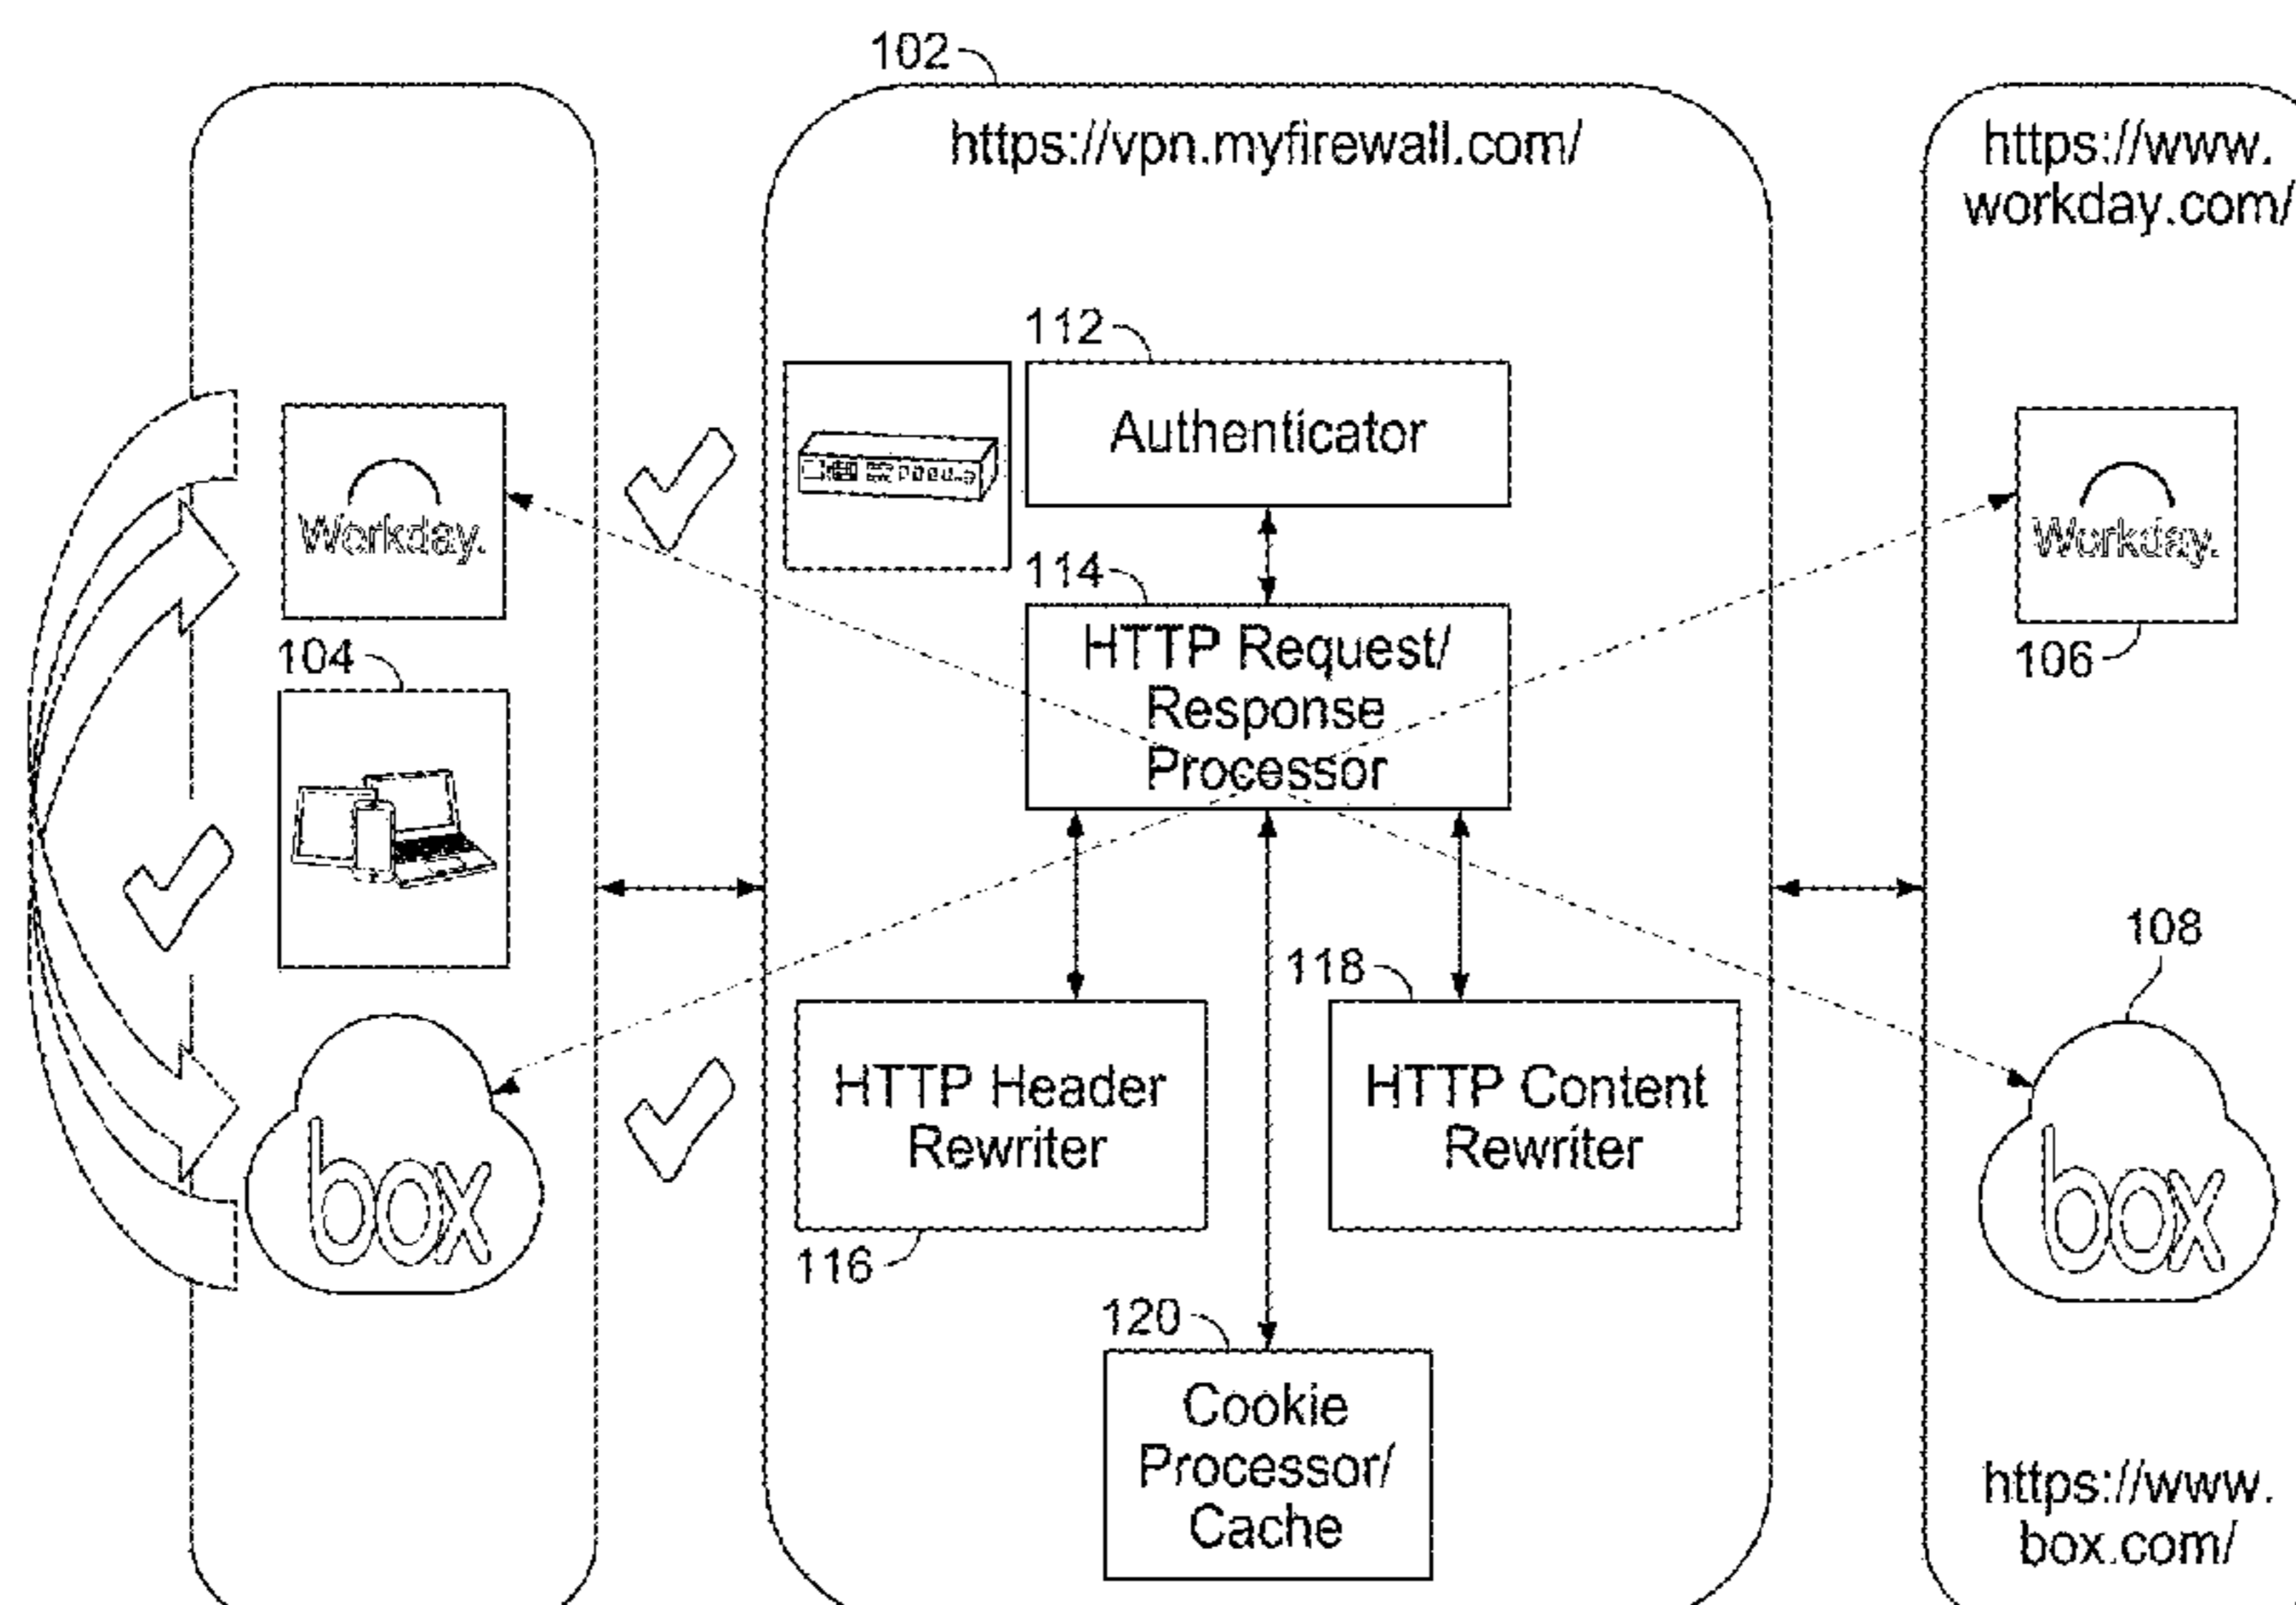 102
https://vpn.myfirewall.com/
https://www.
workday.com/
112
Authenticator
Workday.
114
HTTP Request/
Response
Processor
Workday.
106
104
108
118
HTTP Header
Rewriter
HTTP Content
Rewriter
box
box
116
120
Cookie
Processor/
Cache
https://www.
box.com/